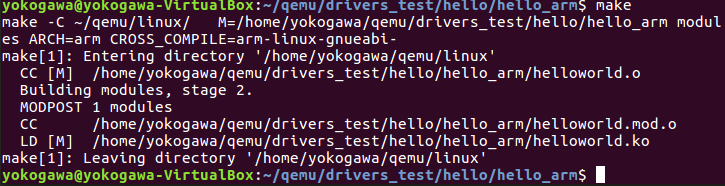 yokogawa@yokogawa-VirtualBox:~/qemu/drivers_test/hello/hello_arm$ make
make -C ~/qemu/linux/   M=/home/yokogawa/qemu/drivers_test/hello/hello_arm modul
es ARCH=arm CROSS_COMPILE=arm-linux-gnueabi-
make[1]: Entering directory '/home/yokogawa/qemu/linux'
  CC [M]  /home/yokogawa/qemu/drivers_test/hello/hello_arm/helloworld.o
  Building modules, stage 2.
  MODPOST 1 modules
  CC      /home/yokogawa/qemu/drivers_test/hello/hello_arm/helloworld.mod.o
  LD [M]  /home/yokogawa/qemu/drivers_test/hello/hello_arm/helloworld.ko
make[1]: Leaving directory '/home/yokogawa/qemu/linux'
yokogawa@yokogawa-VirtualBox:~/qemu/drivers_test/hello/hello_arm$